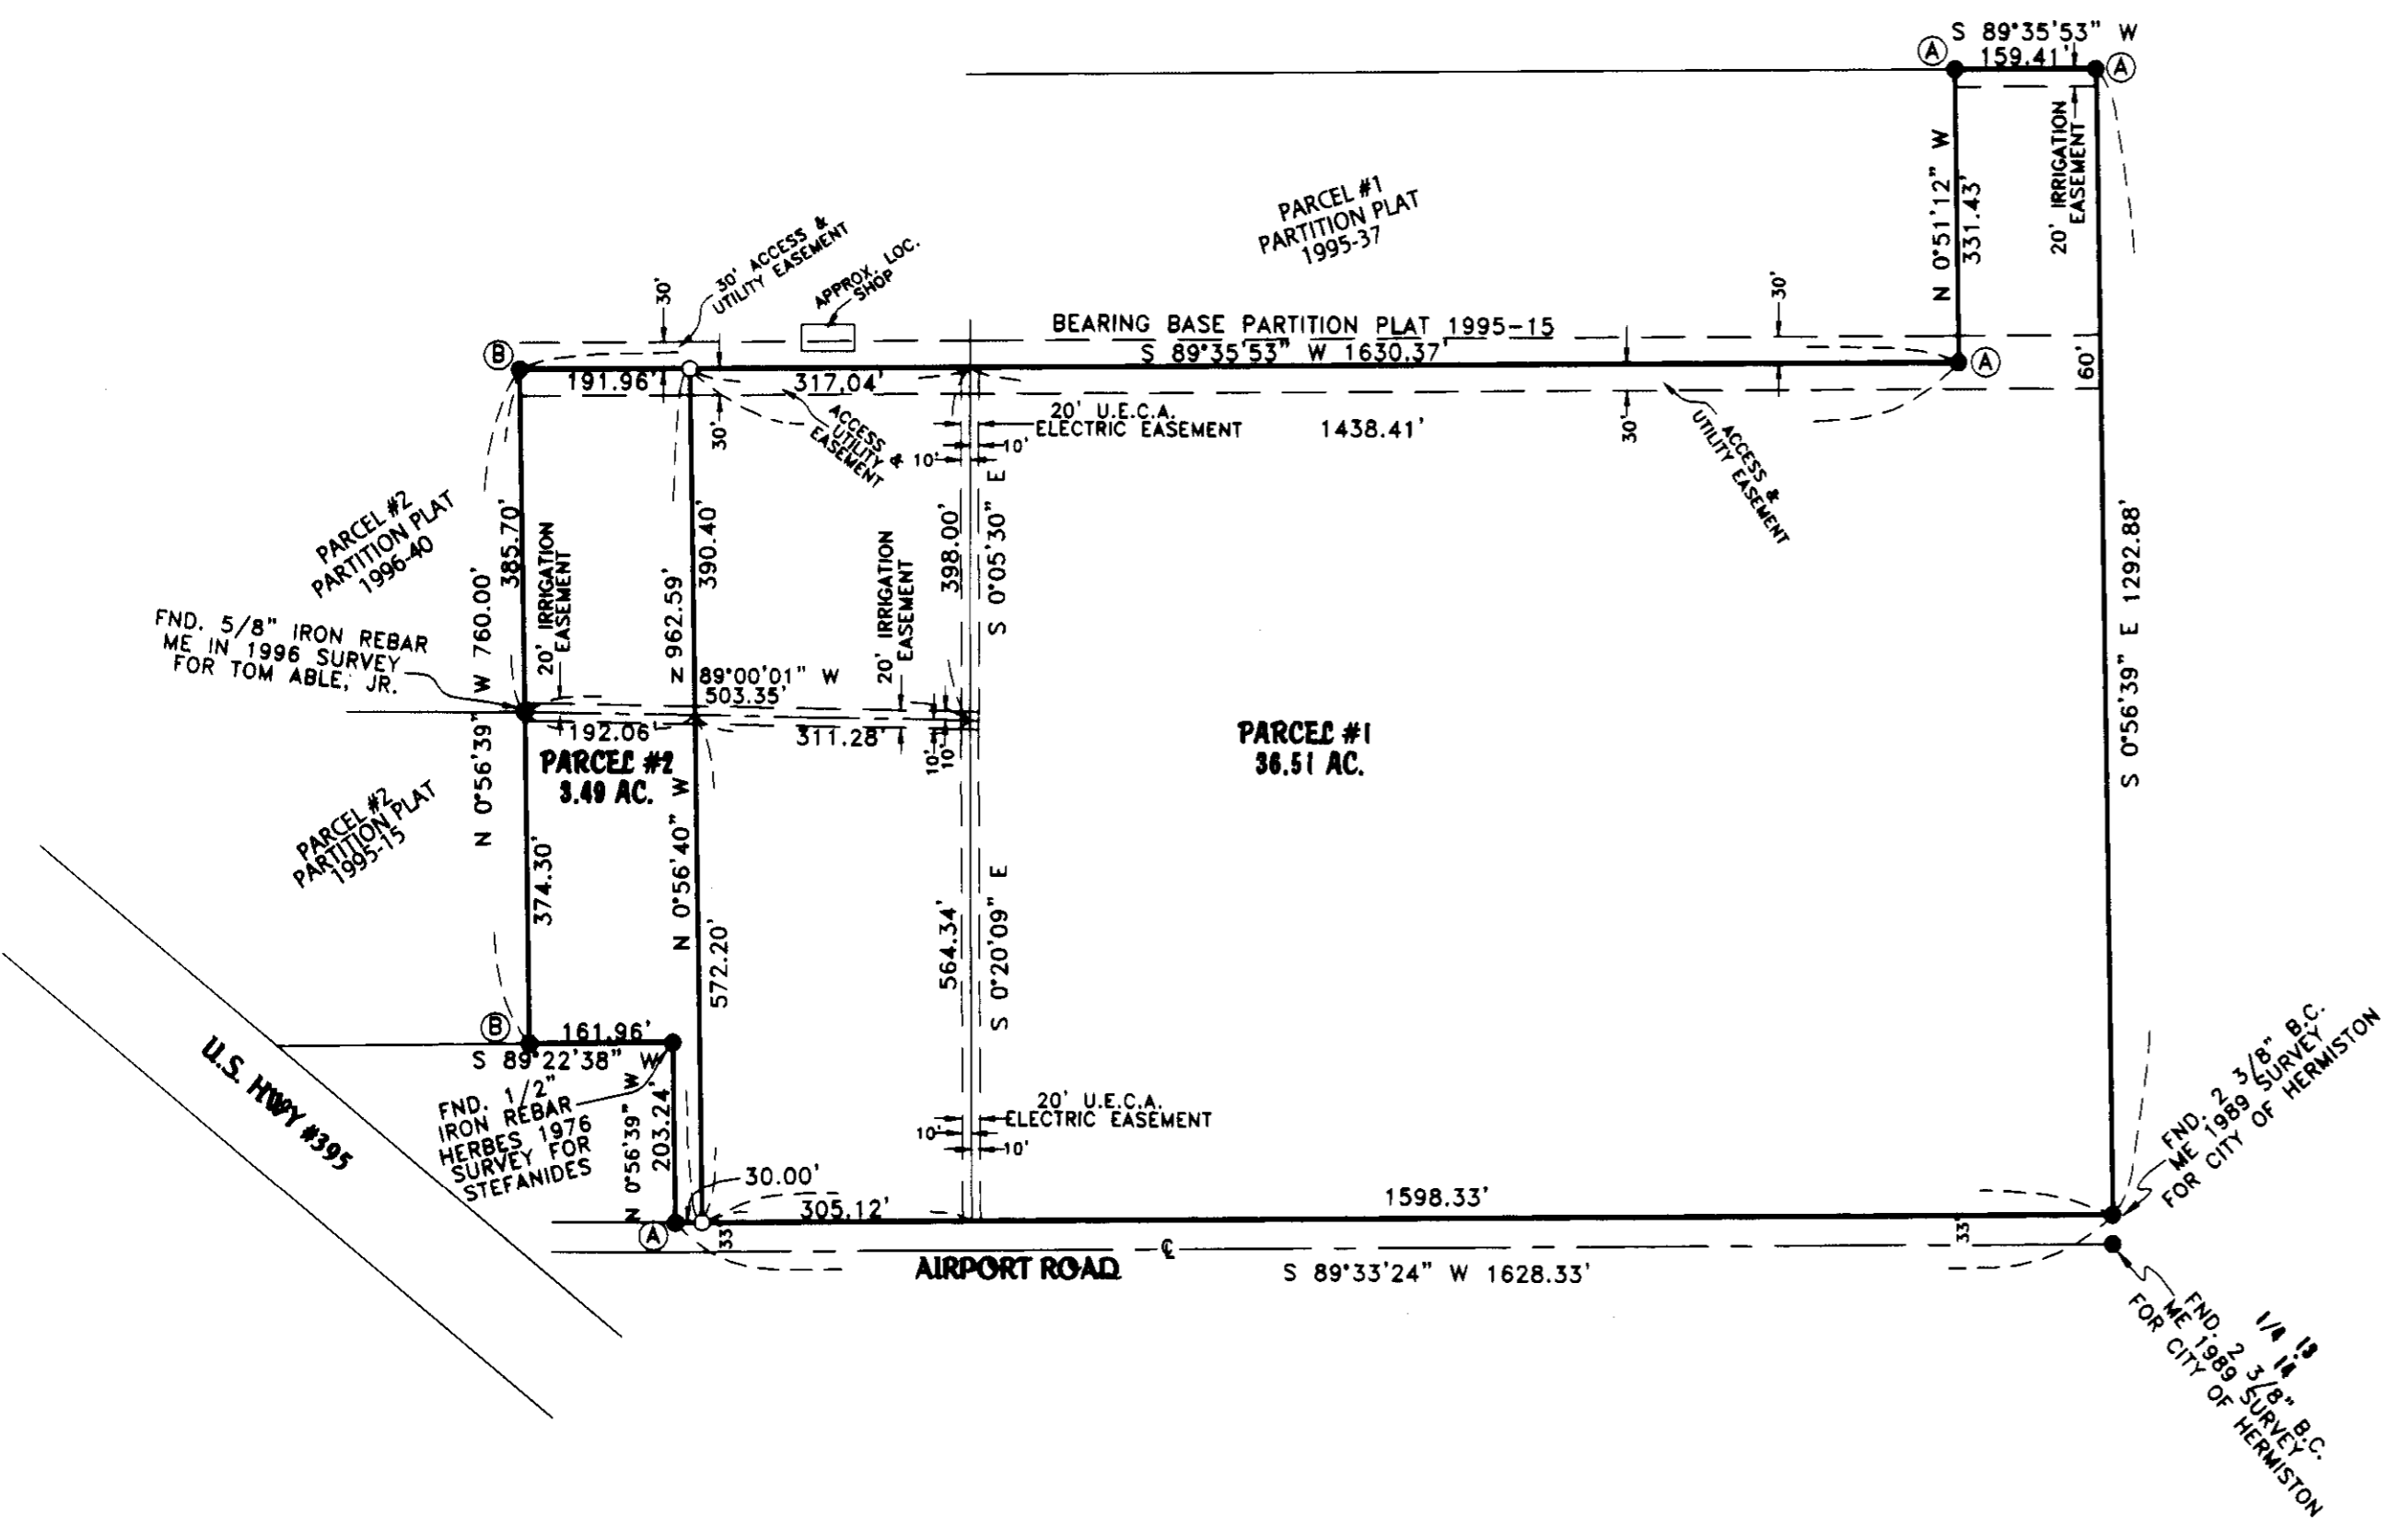 S 89°35'53" W
159.41'
A
A
20' IRRIGATION
EASEMENT
N 0°51'12" W
331.43'
PARCEL #1
PARTITION PLAT
1995-37
30' ACCESS &
UTILITY EASEMENT
APPROX. LOC.
SHOP
30'
30'
BEARING BASE PARTITION PLAT 1995-15
S 89°35'53" W 1630.37'
B
A
60'
191.96'
317.04'
30'
ACCESS
UTILITY &
EASEMENT
20' U.E.C.A.
ELECTRIC EASEMENT
10'
10'
1438.41'
30'
ACCESS &
UTILITY EASEMENT
PARCEL #2
PARTITION PLAT
1996-40
385.70'
20' IRRIGATION
EASEMENT
390.40'
20' IRRIGATION
EASEMENT
398.00'
S 0°05'30" E
S 0°56'39" E 1292.88'
FND. 5/8" IRON REBAR
ME IN 1996 SURVEY
FOR TOM ABLE, JR.
N 0°56'39" W 760.00'
N 0°56'40" W 962.59'
89°00'01" W
503.35'
192.06'
311.28'
10'
10'
PARCEL #2
3.49 AC.
PARCEL #1
36.51 AC.
PARCEL #2
PARTITION PLAT
1995-15
374.30'
572.20'
564.34'
S 0°20'09" E
B
161.96'
S 89°22'38" W
U.S. HWY #395
FND. 1/2"
IRON REBAR
HERBES 1976
SURVEY FOR
STEFANIDES
N 0°56'39" W
203.24'
20' U.E.C.A.
ELECTRIC EASEMENT
10'
10'
30.00'
305.12'
1598.33'
A
33'
33'
AIRPORT ROAD
S 89°33'24" W 1628.33'
FND. 2 3/8" B.C.
ME 1989 SURVEY
FOR CITY OF HERMISTON
1/4 13
14
FND. 2 3/8" B.C.
ME 1989 SURVEY
FOR CITY OF HERMISTON